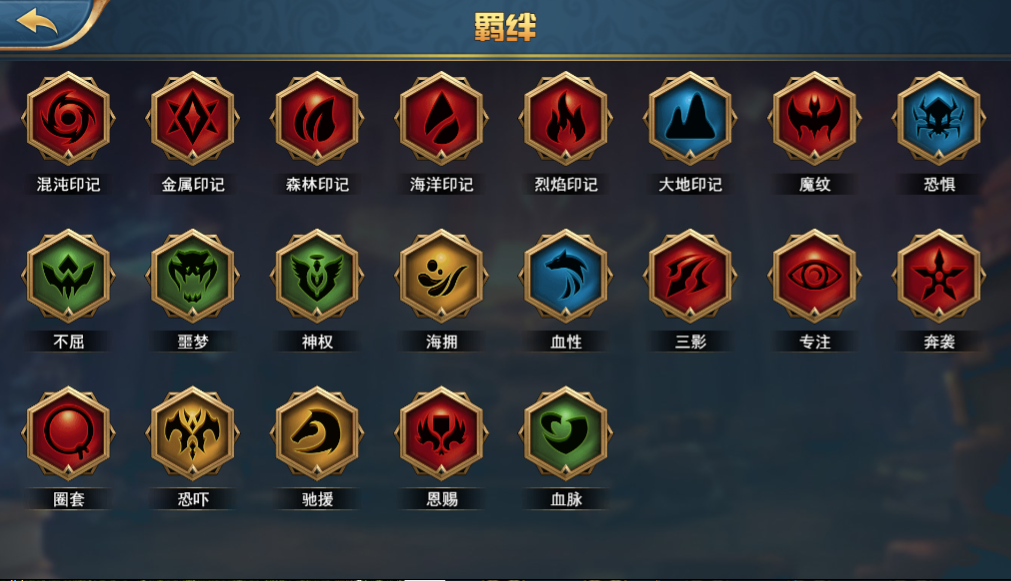 羁绊
混沌印记 金属印记 森林印记 海洋印记 烈焰印记 大地印记 魔纹 恐惧
不屈 噩梦 神权 海拥 血性 三影 专注 奔袭
圈套 恐吓 驰援 恩赐 血脉